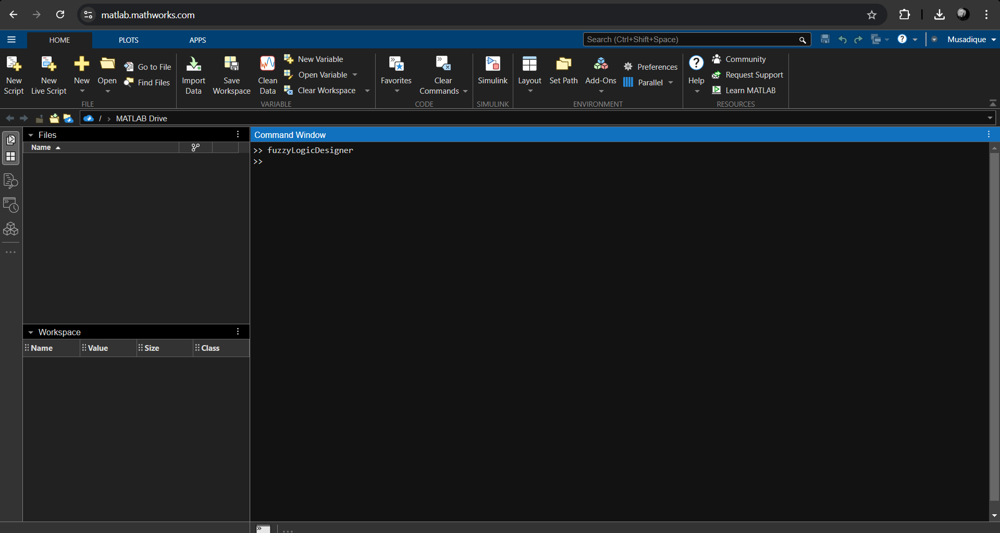 matlab.mathworks.com
HOME PLOTS APPS Search (Ctrl+Shift+Space) Musadique
New Script
New Live Script
New
Open
Go to File
Find Files
FILE
Import Data
Save Workspace
Clean Data
New Variable
Open Variable
Clear Workspace
VARIABLE
Favorites
Clear Commands
CODE
Simulink
SIMULINK
Layout
Set Path
Add-Ons
Preferences
Parallel
ENVIRONMENT
Help
Community
Request Support
Learn MATLAB
RESOURCES
/ › MATLAB Drive
Files
Name
Command Window
>> fuzzyLogicDesigner
>>
Workspace
Name Value Size Class